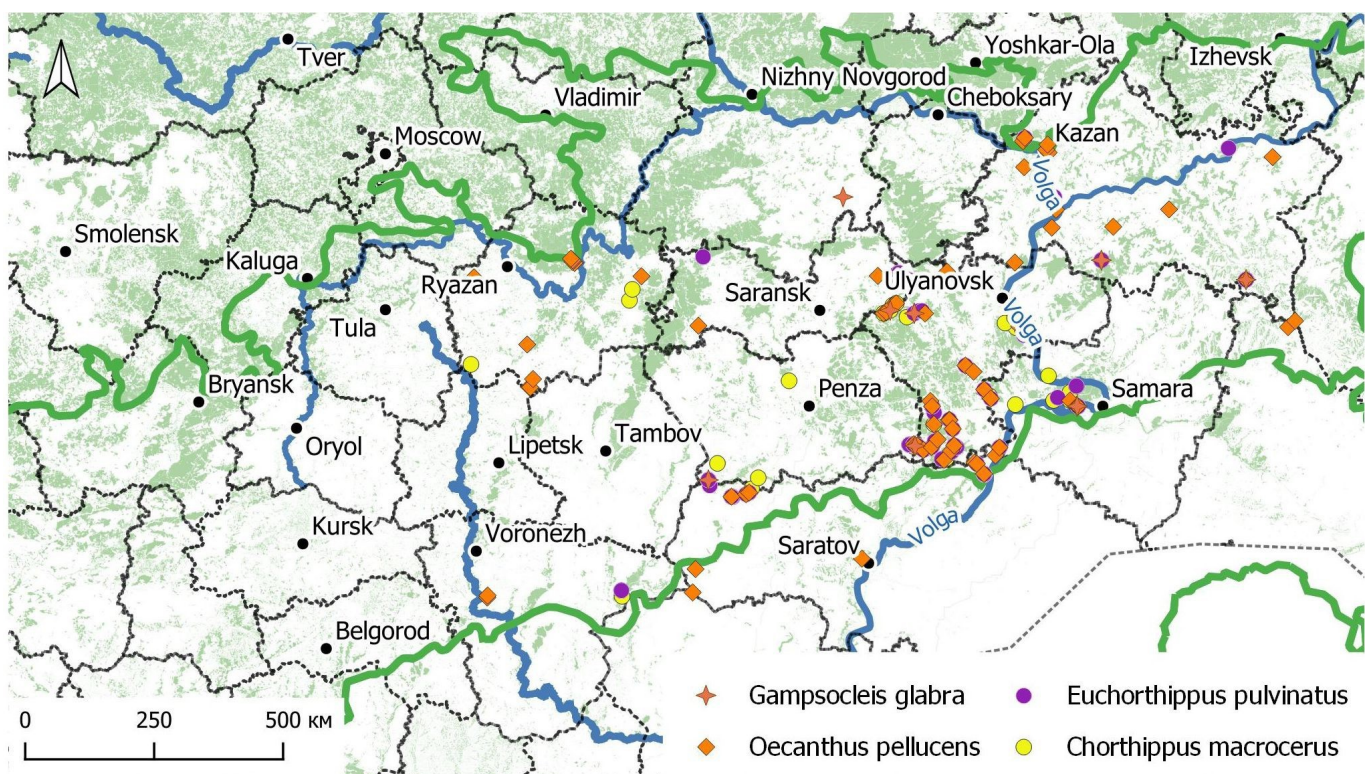 Tver
Yoshkar-Ola
Izhevsk
Nizhny Novgorod
Vladimir
Cheboksary
Moscow
Kazan
Volga
Smolensk
Kaluga
Ryazan
Saransk
Ulyanovsk
Tula
Volga
Bryansk
Penza
Samara
Oryol
Lipetsk
Tambov
Kursk
Voronezh
Saratov
Volga
Belgorod
Gampsocleis glabra
Euchorthippus pulvinatus
0 250 500 км
Oecanthus pellucens
Chorthippus macrocerus